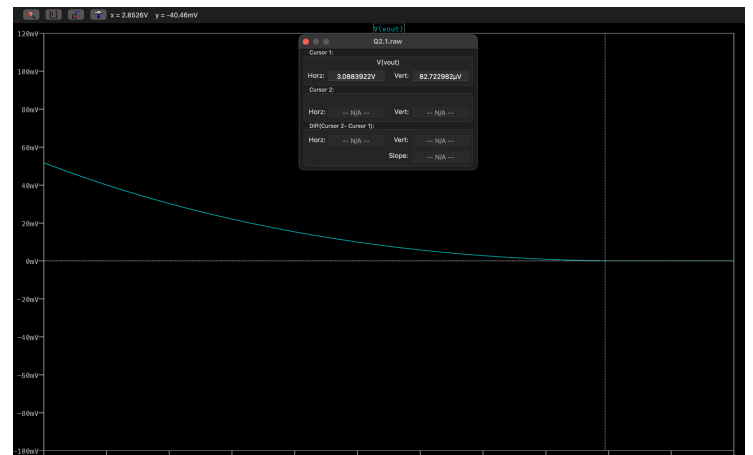 x = 2.8526V y = -40.46mV
V(vout)
120mV
Q2.1.raw
Cursor 1:
V(vout)
100mV
Horz: 3.0883922V Vert: 82.722982µV
Cursor 2:
80mV
Horz: -- N/A -- Vert: -- N/A --
Diff(Cursor 2- Cursor 1):
Horz: -- N/A -- Vert: -- N/A --
60mV
Slope: -- N/A --
40mV
20mV
0mV
-20mV
-40mV
-60mV
-80mV
-100mV